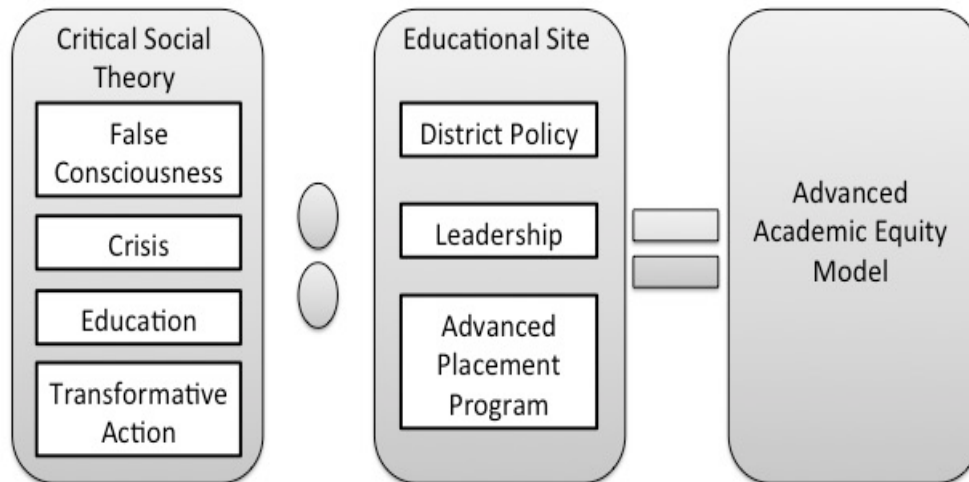 Critical Social
Theory
False
Consciousness
Crisis
Education
Transformative
Action
Educational Site
District Policy
Leadership
Advanced
Placement
Program
Advanced
Academic Equity
Model